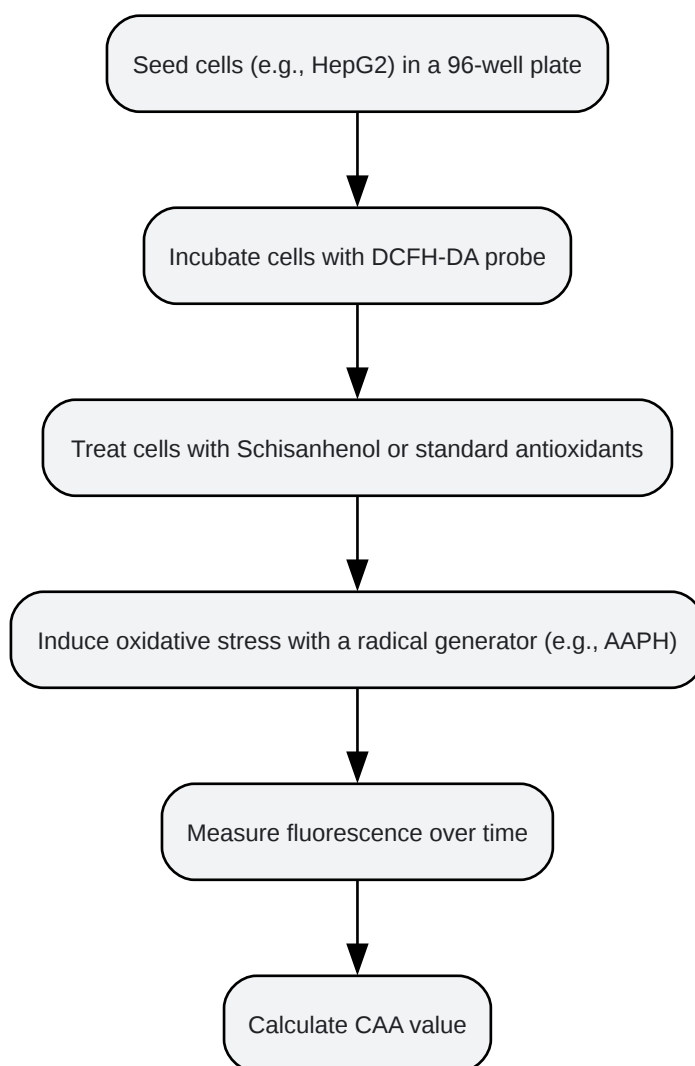 Seed cells (e.g., HepG2) in a 96-well plate
Incubate cells with DCFH-DA probe
Treat cells with Schisanhenol or standard antioxidants
Induce oxidative stress with a radical generator (e.g., AAPH)
Measure fluorescence over time
Calculate CAA value